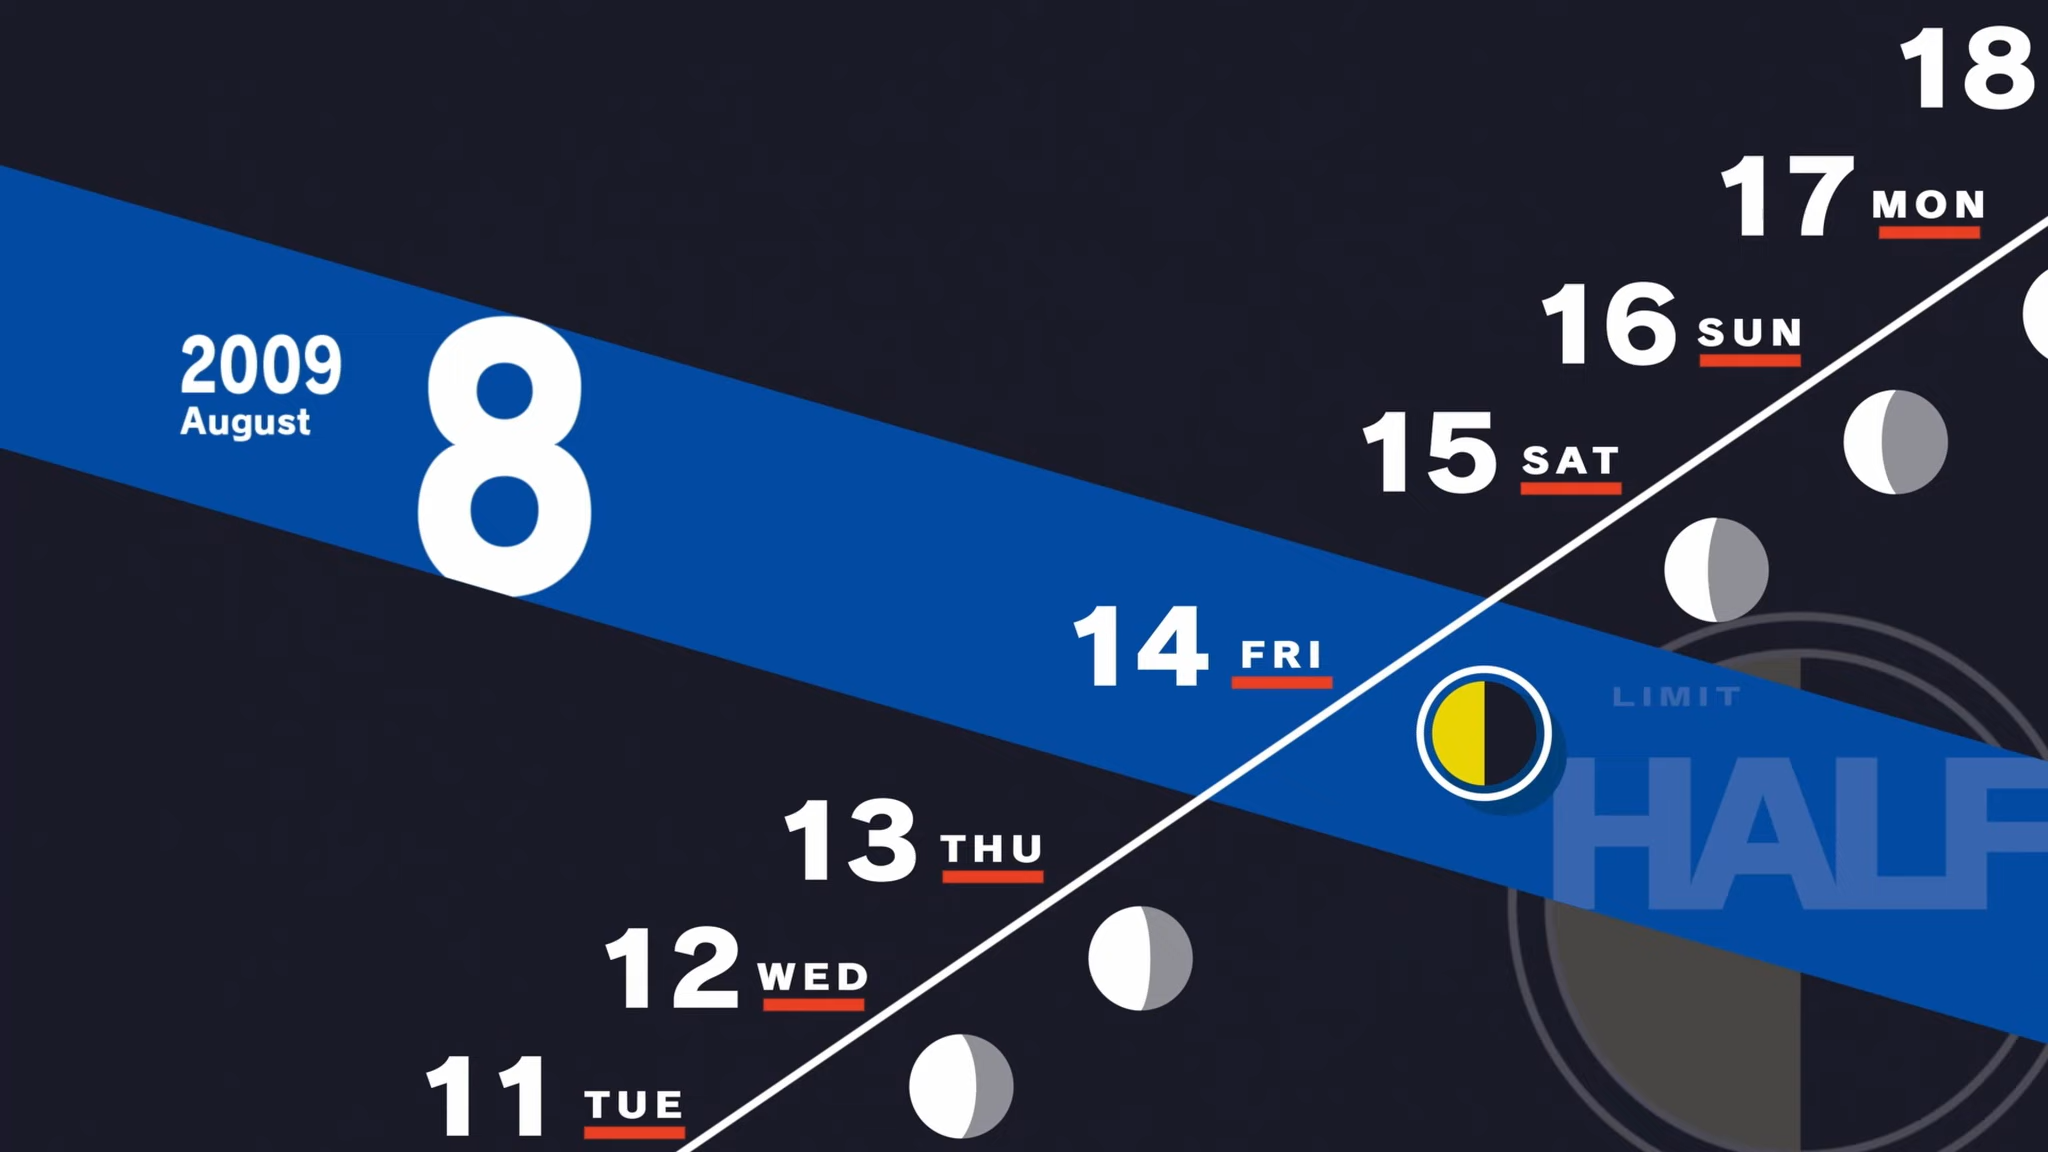 18
17 MON
16 SUN
2009
August
8
15 SAT
14 FRI
LIMIT
HALF
13 THU
12 WED
11 TUE